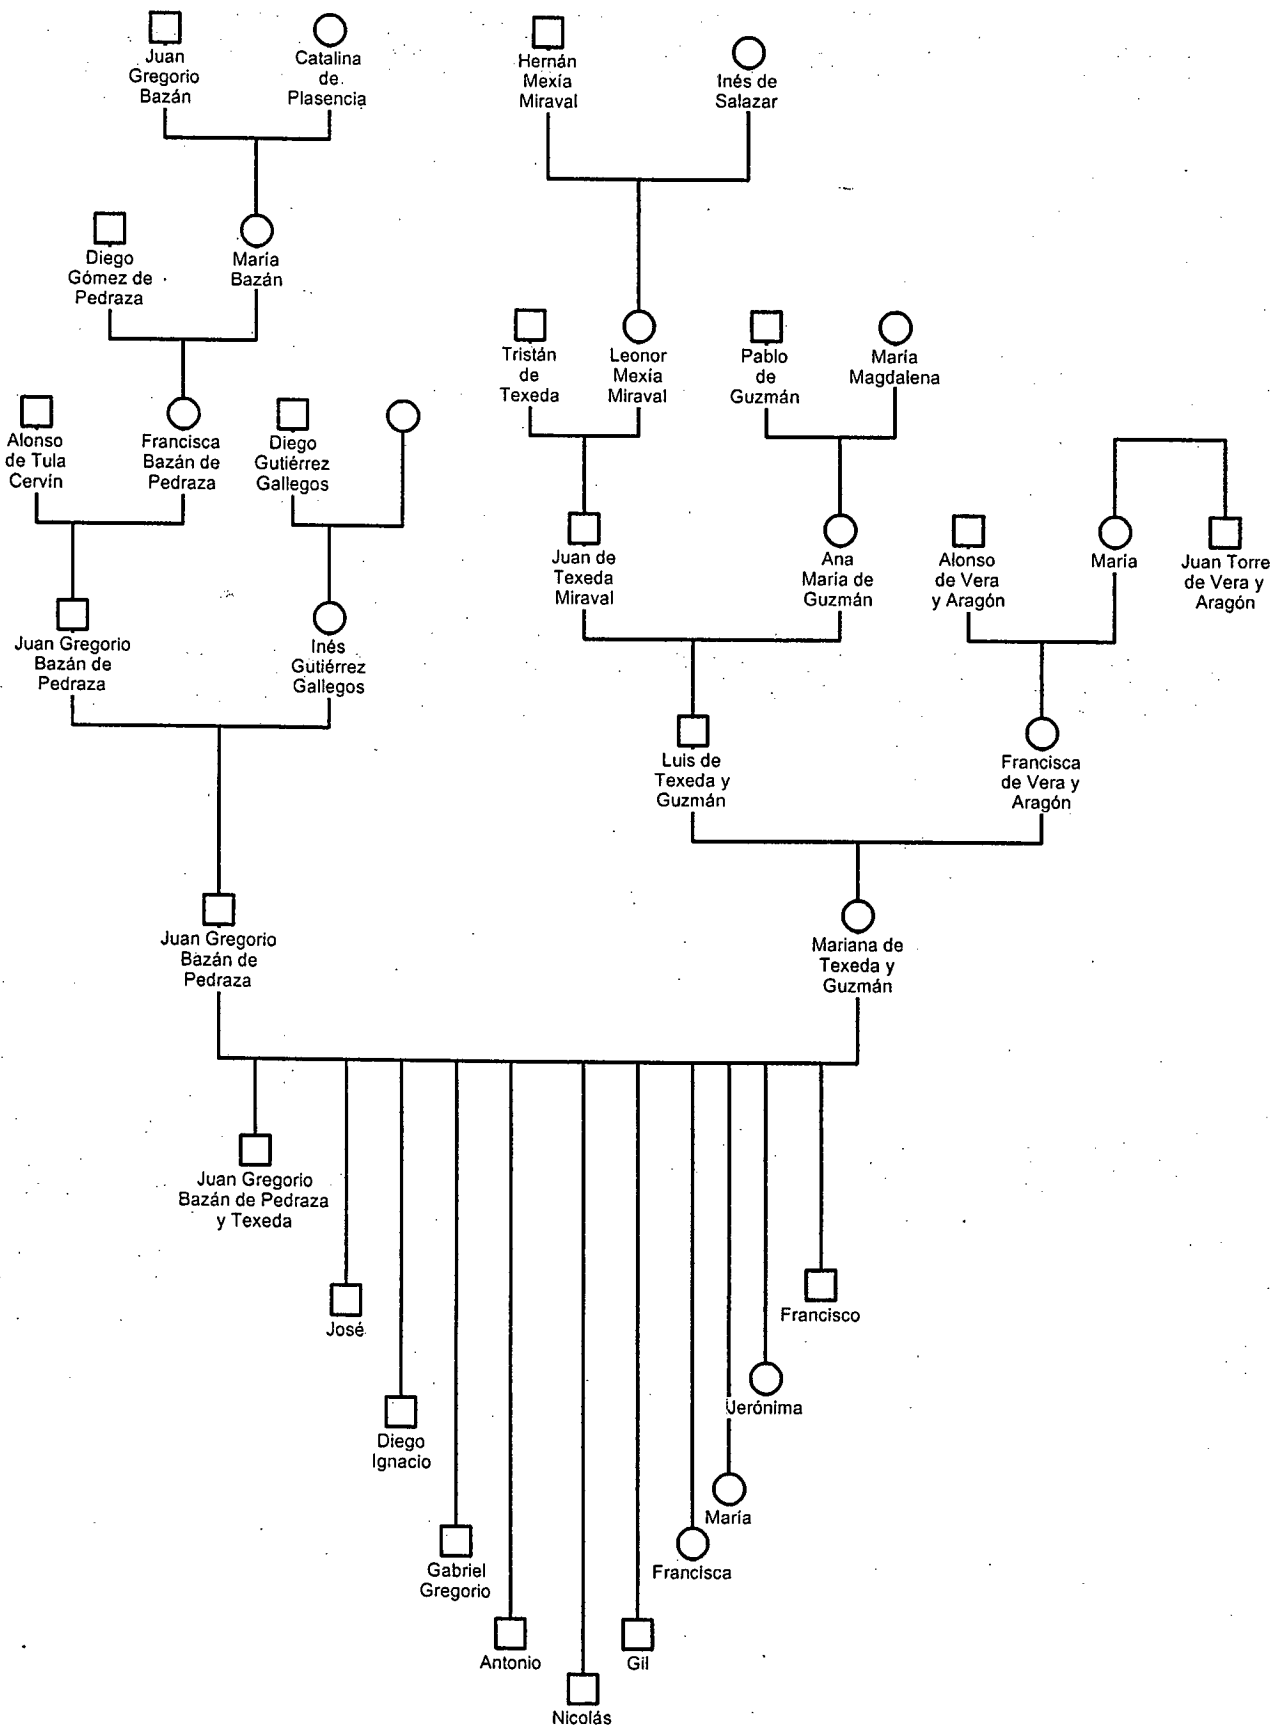 Juan
Gregorio
Bazán
Catalina
de
Plasencia
Hernán
Mexía
Miraval
Inés de
Salazar
Diego
Gómez de
Pedraza
María
Bazán
Tristán
de
Texeda
Leonor
Mexía
Miraval
Pablo
de
Guzmán
María
Magdalena
Alonso
de Tula
Cervín
Francisca
Bazán de
Pedraza
Diego
Gutiérrez
Gallegos
Juan de
Texeda
Miraval
Ana
María de
Guzmán
Alonso
de Vera
y Aragón
María
Juan Torre
de Vera y
Aragón
Juan Gregorio
Bazán de
Pedraza
Inés
Gutiérrez
Gallegos
Luis de
Texeda y
Guzmán
Francisca
de Vera y
Aragón
Juan Gregorio
Bazán de
Pedraza
Mariana de
Texeda y
Guzmán
Juan Gregorio
Bazán de Pedraza
y Texeda
José
Francisco
Jerónima
Diego
Ignacio
María
Gabriel
Gregorio
Francisca
Antonio
Gil
Nicolás